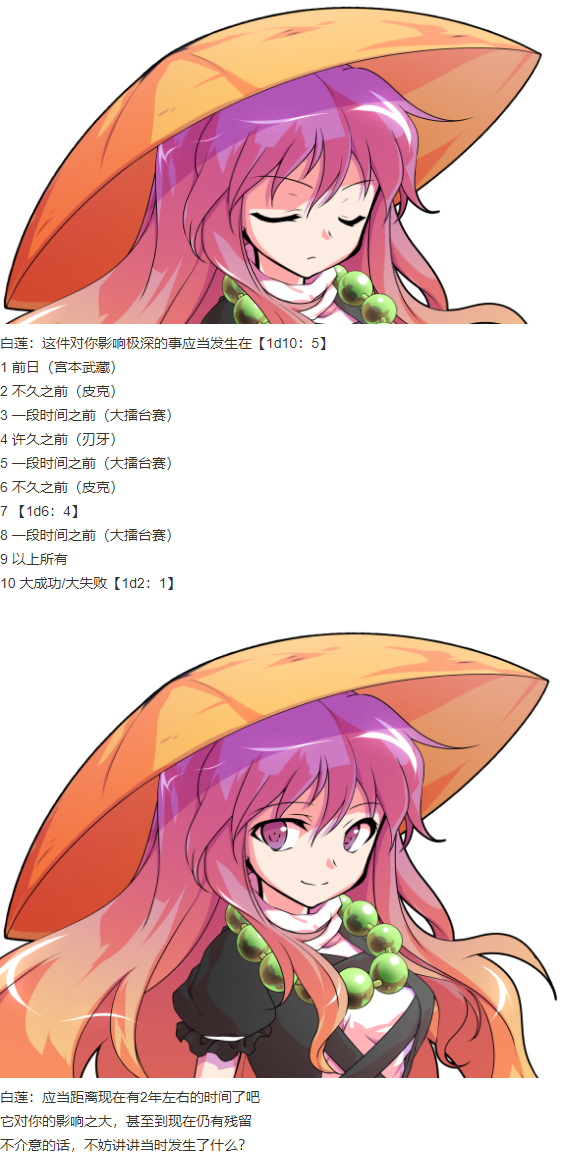 白莲：这件对你影响极深的事应当发生在【1d10：5】
1 前日（宫本武藏）
2 不久之前（皮克）
3 一段时间之前（大擂台赛）
4 许久之前（刃牙）
5 一段时间之前（大擂台赛）
6 不久之前（皮克）
7 【1d6：4】
8 一段时间之前（大擂台赛）
9 以上所有
10 大成功/大失败【1d2：1】
白莲：应当距离现在有2年左右的时间了吧
它对你的影响之大，甚至到现在仍有残留
不介意的话，不妨讲讲当时发生了什么？